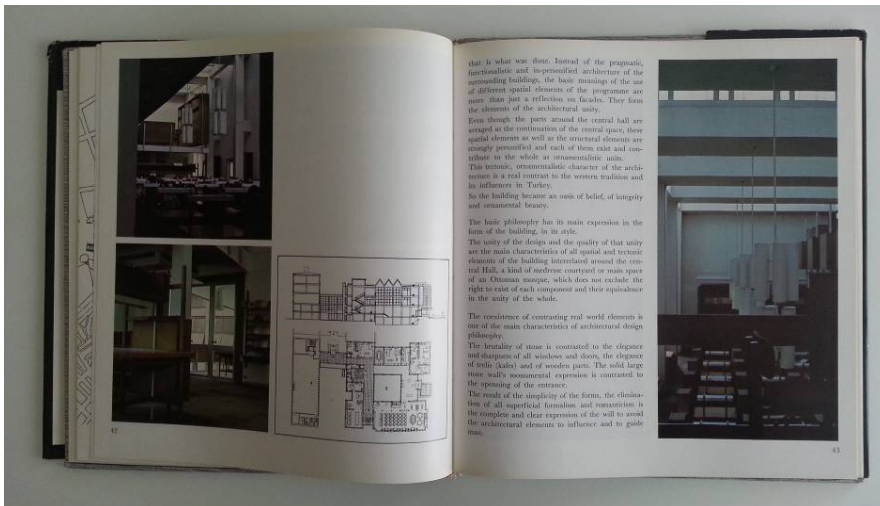 that is what was done. Instead of the pragmatic,
functionalistic and in-personified architecture of the
surrounding buildings, the basic meanings of the use
of different spatial elements of the programme are
more than just a reflection on facades. They form
the elements of the architectural unity.
Even though the parts around the central hall are
arraged as the continuation of the central space, these
spatial elements as well as the structural elements are
strongly personified and each of them exist and con-
tribute to the whole as ornamentalistic units.
This tectonic, ornamentalistic character of the archi-
tecture is a real contrast to the western tradition and
its influences in Turkey.
So the building became an oasis of belief, of integrity
and ornamental beauty.
The basic philosophy has its main expression in the
form of the building, in its style.
The unity of the design and the quality of that unity
are the main characteristics of all spatial and tectonic
elements of the building interrelated around the cen-
tral Hall, a kind of medrese courtyard or main space
of an Ottoman mosque, which does not exclude the
right to exist of each component and their equivalence
in the unity of the whole.
The coexistence of contrasting real world elements is
one of the main characteristics of architectural design
philosophy.
The brutality of stone is contrasted to the elegance
and sharpness of all windows and doors, the elegance
of trelis (kafes) and of wooden parts. The solid large
stone wall's monumental expression is contrasted to
the openning of the entrance.
The result of the simplicity of the forms, the elimina-
tion of all superficial formalism and romanticism is
the complete and clear expression of the will to avoid
the architectural elements to influence and to guide
man.
42
43